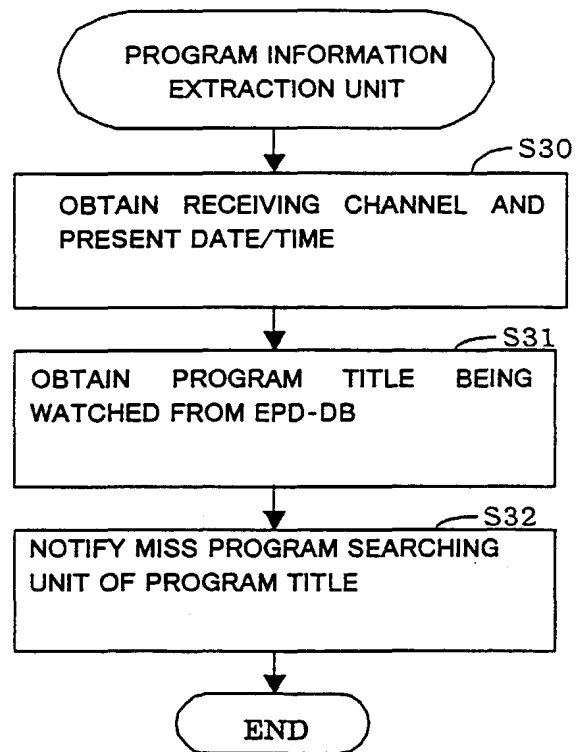 PROGRAM INFORMATION
EXTRACTION UNIT
S30
OBTAIN RECEIVING CHANNEL AND
PRESENT DATE/TIME
S31
OBTAIN PROGRAM TITLE BEING
WATCHED FROM EPD-DB
S32
NOTIFY MISS PROGRAM SEARCHING
UNIT OF PROGRAM TITLE
END